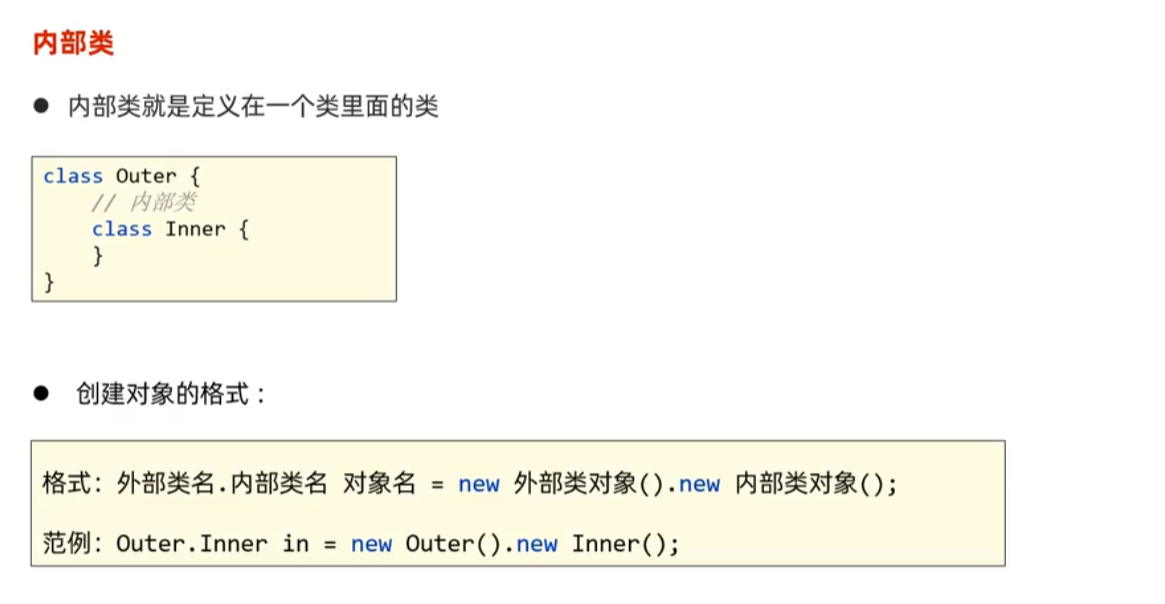 内部类
● 内部类就是定义在一个类里面的类
class Outer {
    // 内部类
    class Inner {
    }
}
● 创建对象的格式：
格式：外部类名.内部类名 对象名 = new 外部类对象().new 内部类对象();
范例：Outer.Inner in = new Outer().new Inner();